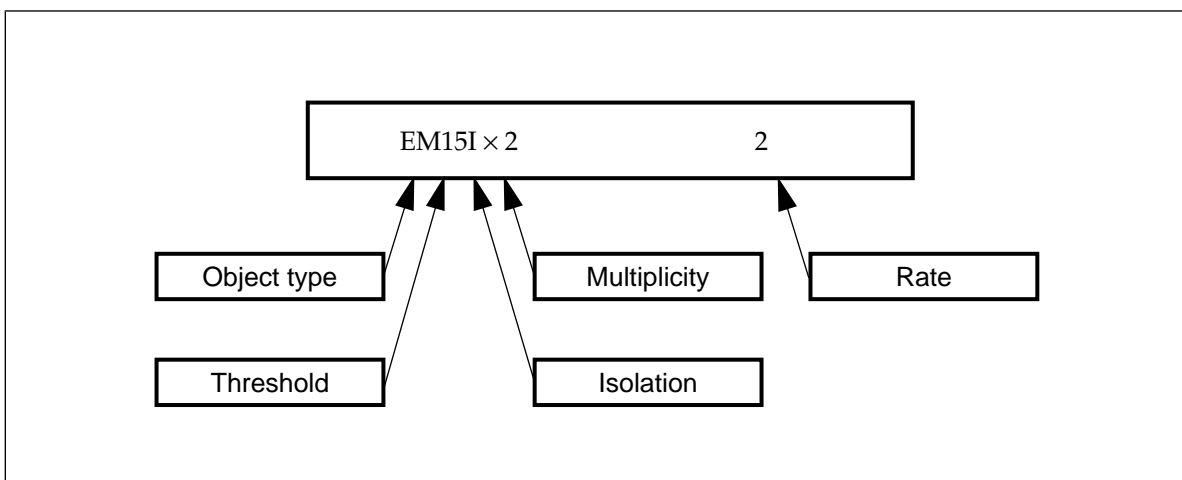 EM15I × 2 2
Object type
Multiplicity
Rate
Threshold
Isolation